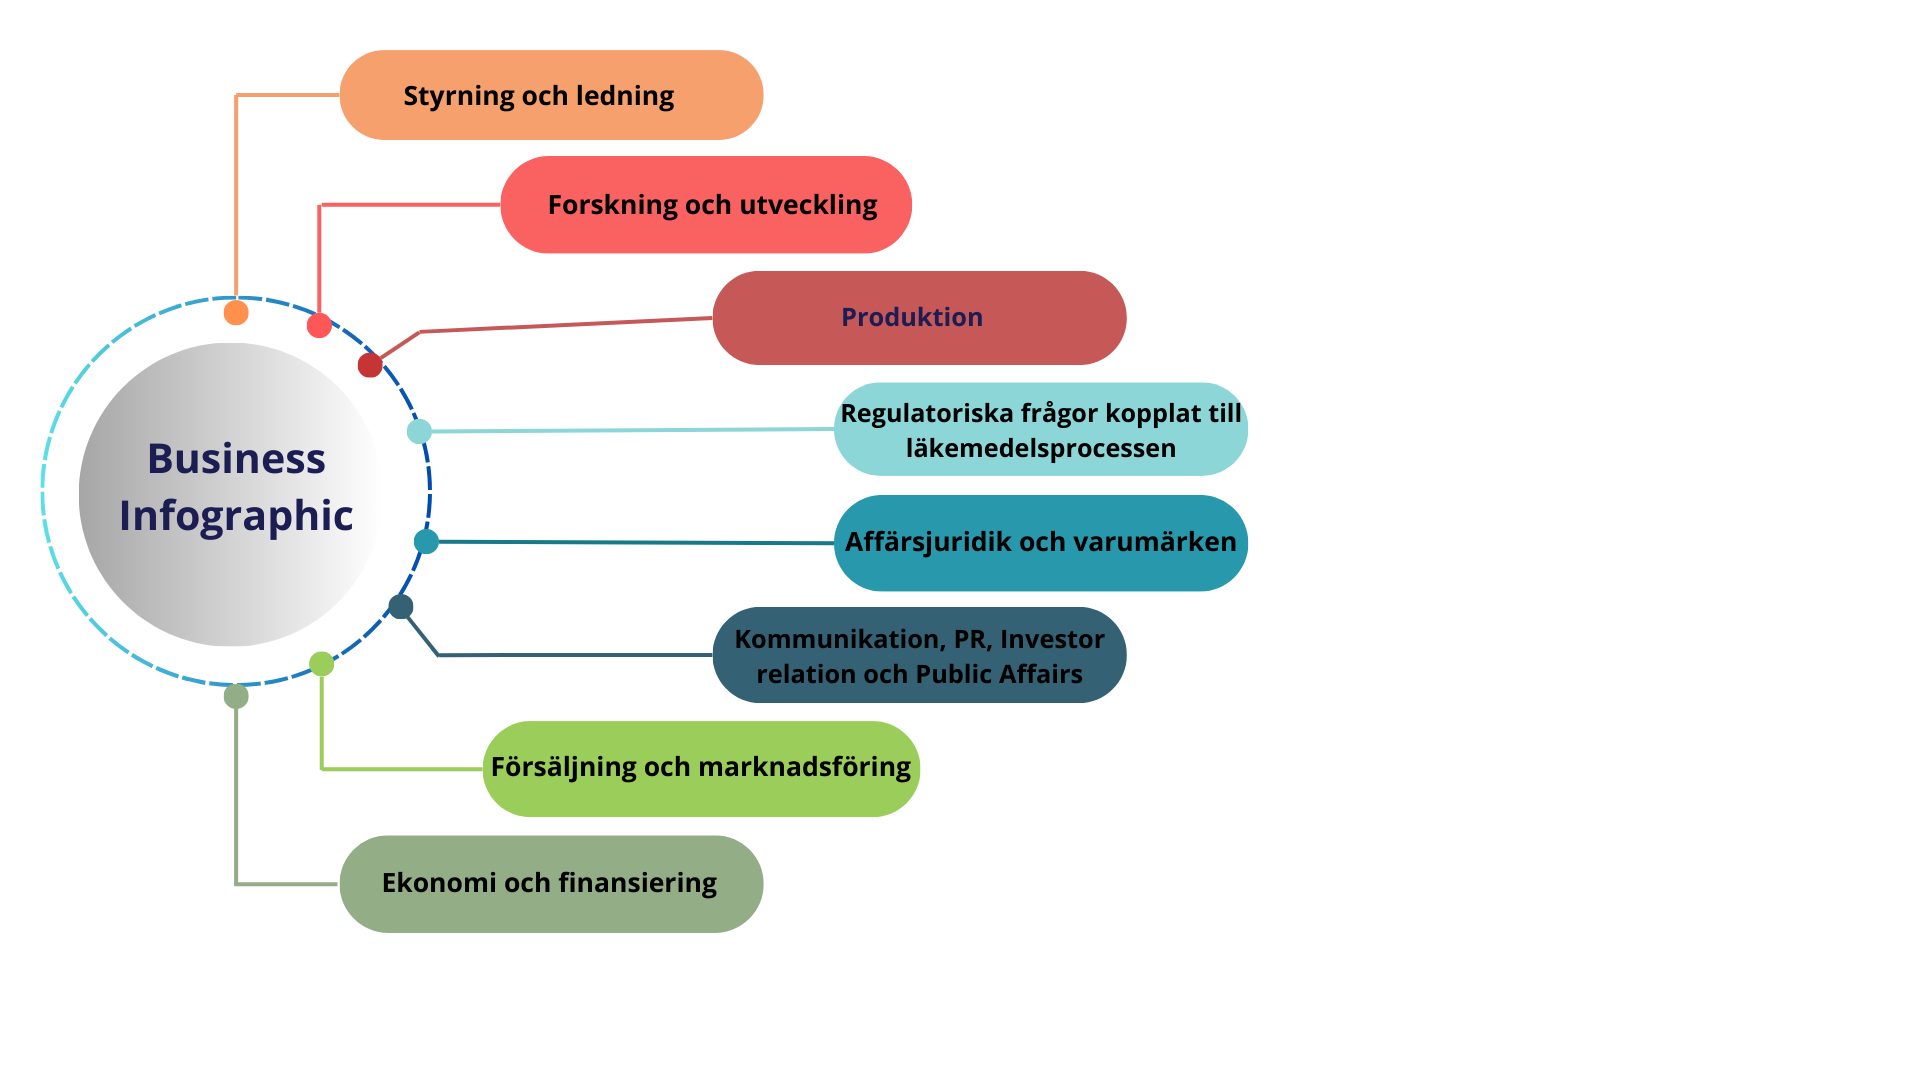 Styrning och ledning
Forskning och utveckling
Produktion
Regulatoriska frågor kopplat till
läkemedelsprocessen
Business
Infographic
Affärsjuridik och varumärken
Kommunikation, PR, Investor
relation och Public Affairs
Försäljning och marknadsföring
Ekonomi och finansiering